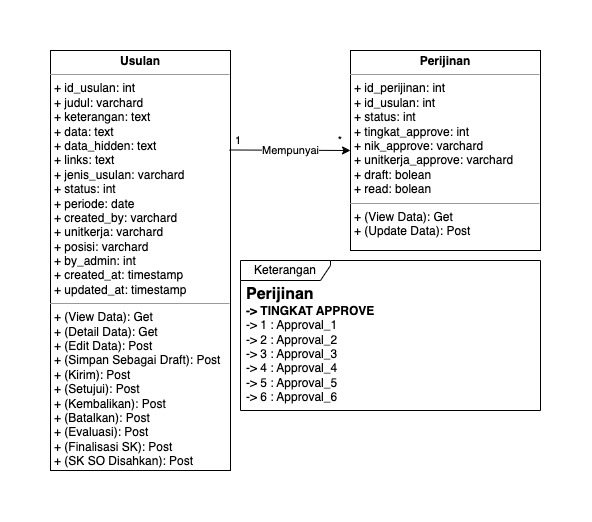 Usulan
+ id_usulan: int
+ judul: varchard
+ keterangan: text
+ data: text
+ data_hidden: text
+ links: text
+ jenis_usulan: varchard
+ status: int
+ periode: date
+ created_by: varchard
+ unitkerja: varchard
+ posisi: varchard
+ by_admin: int
+ created_at: timestamp
+ updated_at: timestamp
+ (View Data): Get
+ (Detail Data): Get
+ (Edit Data): Post
+ (Simpan Sebagai Draft): Post
+ (Kirim): Post
+ (Setujui): Post
+ (Kembalikan): Post
+ (Batalkan): Post
+ (Evaluasi): Post
+ (Finalisasi SK): Post
+ (SK SO Disahkan): Post
1
Mempunyai
*
Perijinan
+ id_perijinan: int
+ id_usulan: int
+ status: int
+ tingkat_approve: int
+ nik_approve: varchard
+ unitkerja_approve: varchard
+ draft: bolean
+ read: bolean
+ (View Data): Get
+ (Update Data): Post
Keterangan
Perijinan
-> TINGKAT APPROVE
-> 1 : Approval_1
-> 2 : Approval_2
-> 3 : Approval_3
-> 4 : Approval_4
-> 5 : Approval_5
-> 6 : Approval_6